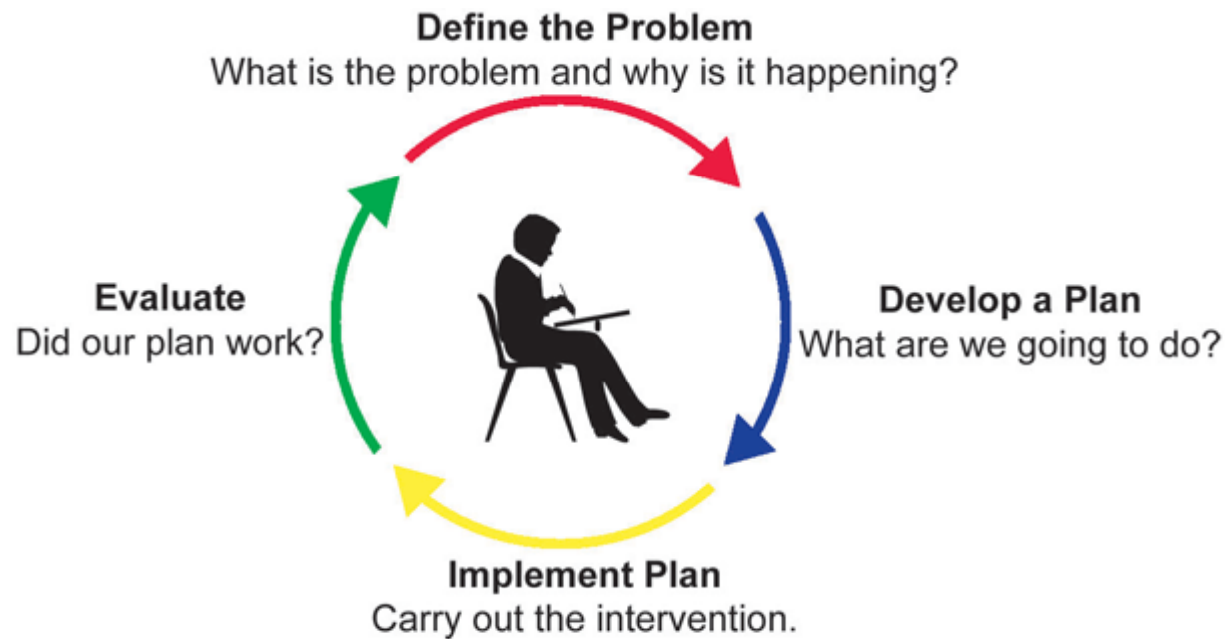 Define the Problem
What is the problem and why is it happening?
Develop a Plan
What are we going to do?
Implement Plan
Carry out the intervention.
Evaluate
Did our plan work?